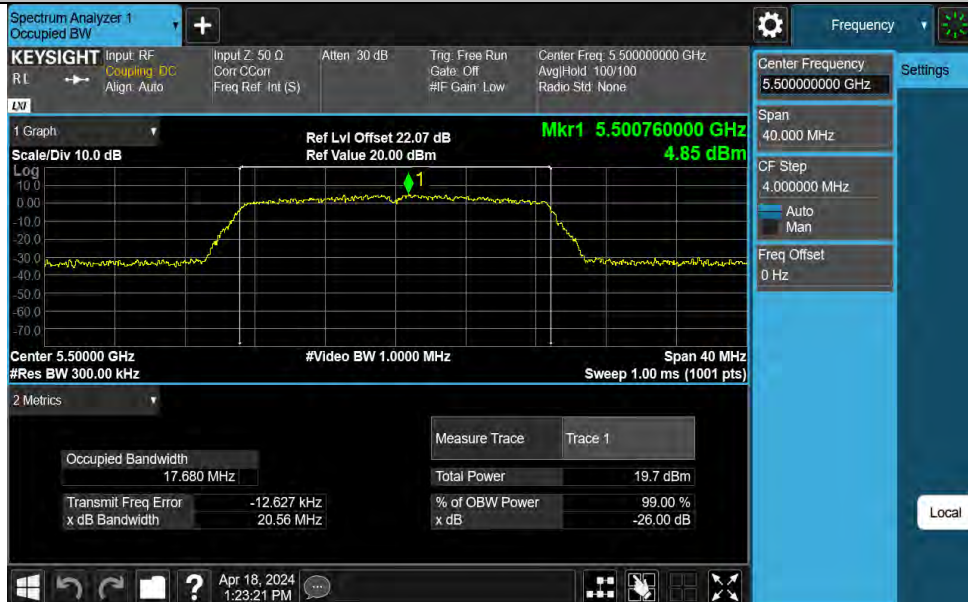 Spectrum Analyzer 1
Occupied BW
+
Frequency
KEYSIGHT
Input: RF
Coupling: DC
Align: Auto
Input Z: 50 Ω
Corr CCorr
Freq Ref: Int (S)
Atten: 30 dB
Trig: Free Run
Gate: Off
#IF Gain: Low
Center Freq: 5.500000000 GHz
Avg|Hold: 100/100
Radio Std: None
LXI
Center Frequency
5.500000000 GHz
Settings
Span
40.000 MHz
CF Step
4.000000 MHz
Auto
Man
Freq Offset
0 Hz
Local
1 Graph
Scale/Div 10.0 dB
Ref Lvl Offset 22.07 dB
Ref Value 20.00 dBm
Mkr1 5.500760000 GHz
4.85 dBm
Log
1
10.0
0.00
-10.0
-20.0
-30.0
-40.0
-50.0
-60.0
-70.0
Center 5.50000 GHz
#Video BW 1.0000 MHz
Span 40 MHz
#Res BW 300.00 kHz
Sweep 1.00 ms (1001 pts)
2 Metrics
Occupied Bandwidth
17.680 MHz
Transmit Freq Error -12.627 kHz
x dB Bandwidth 20.56 MHz
Measure Trace Trace 1
Total Power 19.7 dBm
% of OBW Power 99.00 %
x dB -26.00 dB
?
Apr 18, 2024
1:23:21 PM